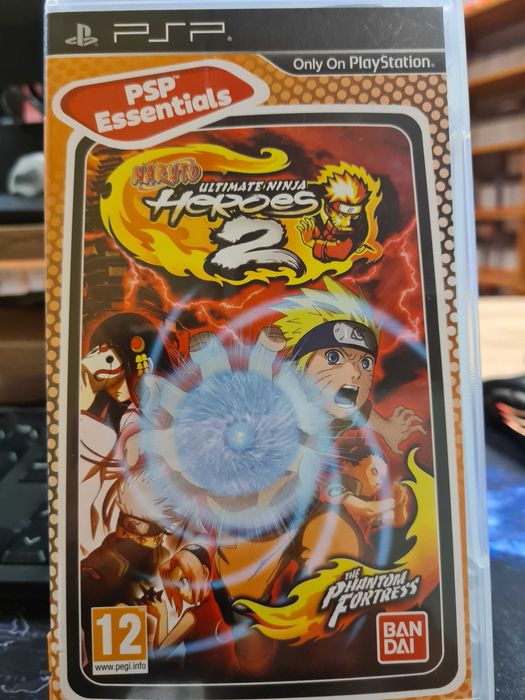 PSP
Only On PlayStation®
PSP™
Essentials
NARUTO
ULTIMATE NINJA
HEROES
2
THE
PHANTOM
FORTRESS
12
www.pegi.info
BAN
DAI